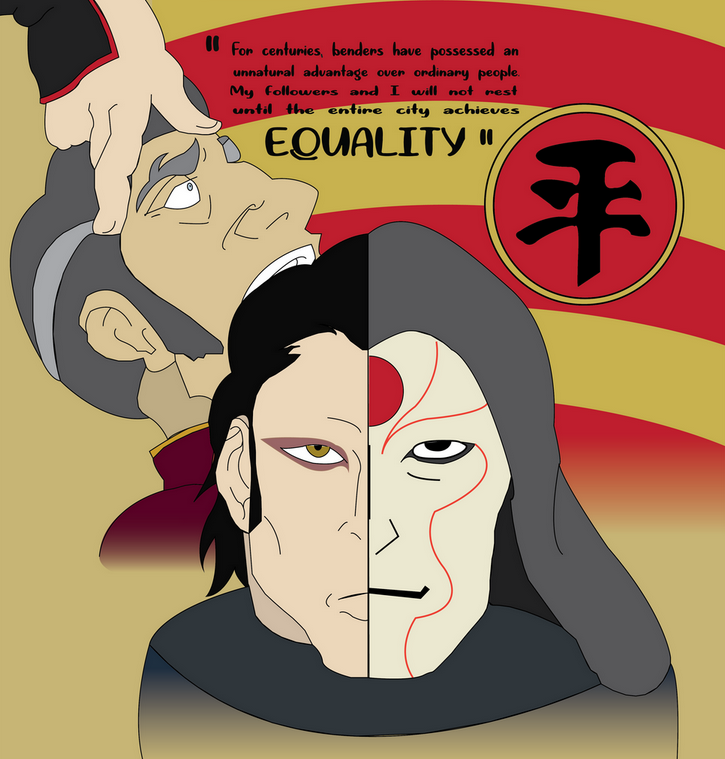 " For centuries, benders have possessed an
unnatural advantage over ordinary people.
My followers and I will not rest
until the entire city achieves
EQUALITY "